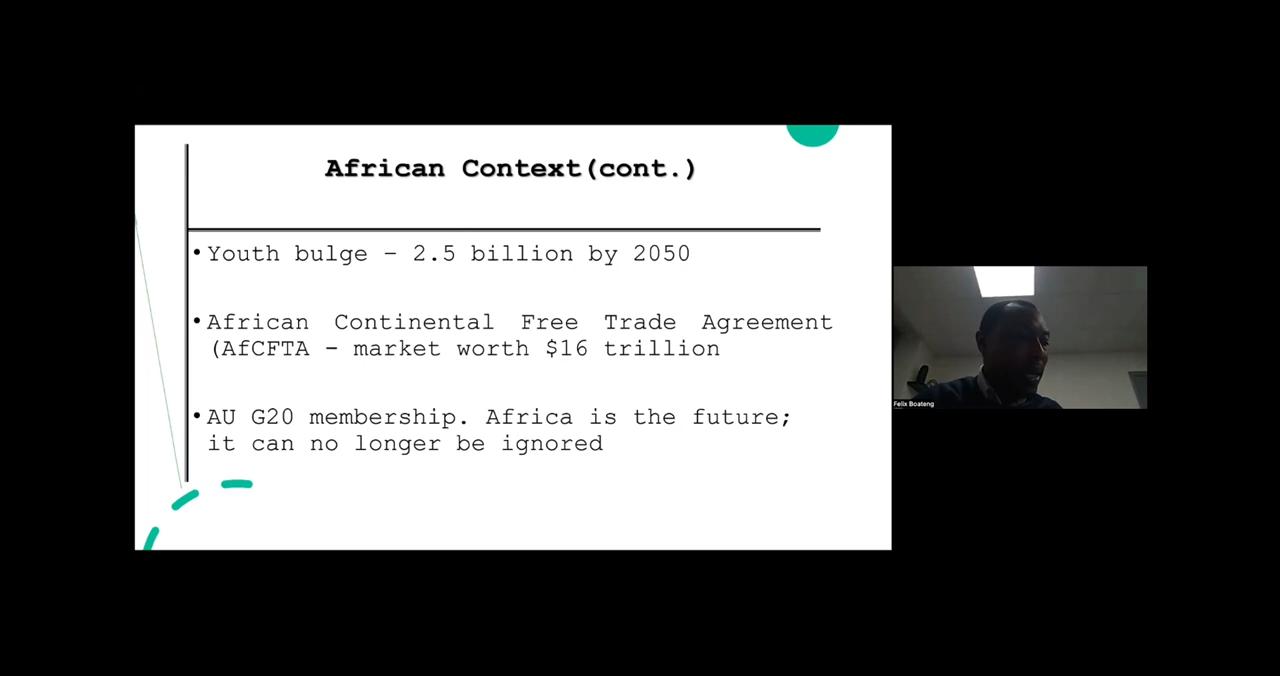 African Context(cont.)
•Youth bulge – 2.5 billion by 2050
•African Continental Free Trade Agreement
(AfCFTA - market worth $16 trillion
•AU G20 membership. Africa is the future;
it can no longer be ignored
Felix Boateng